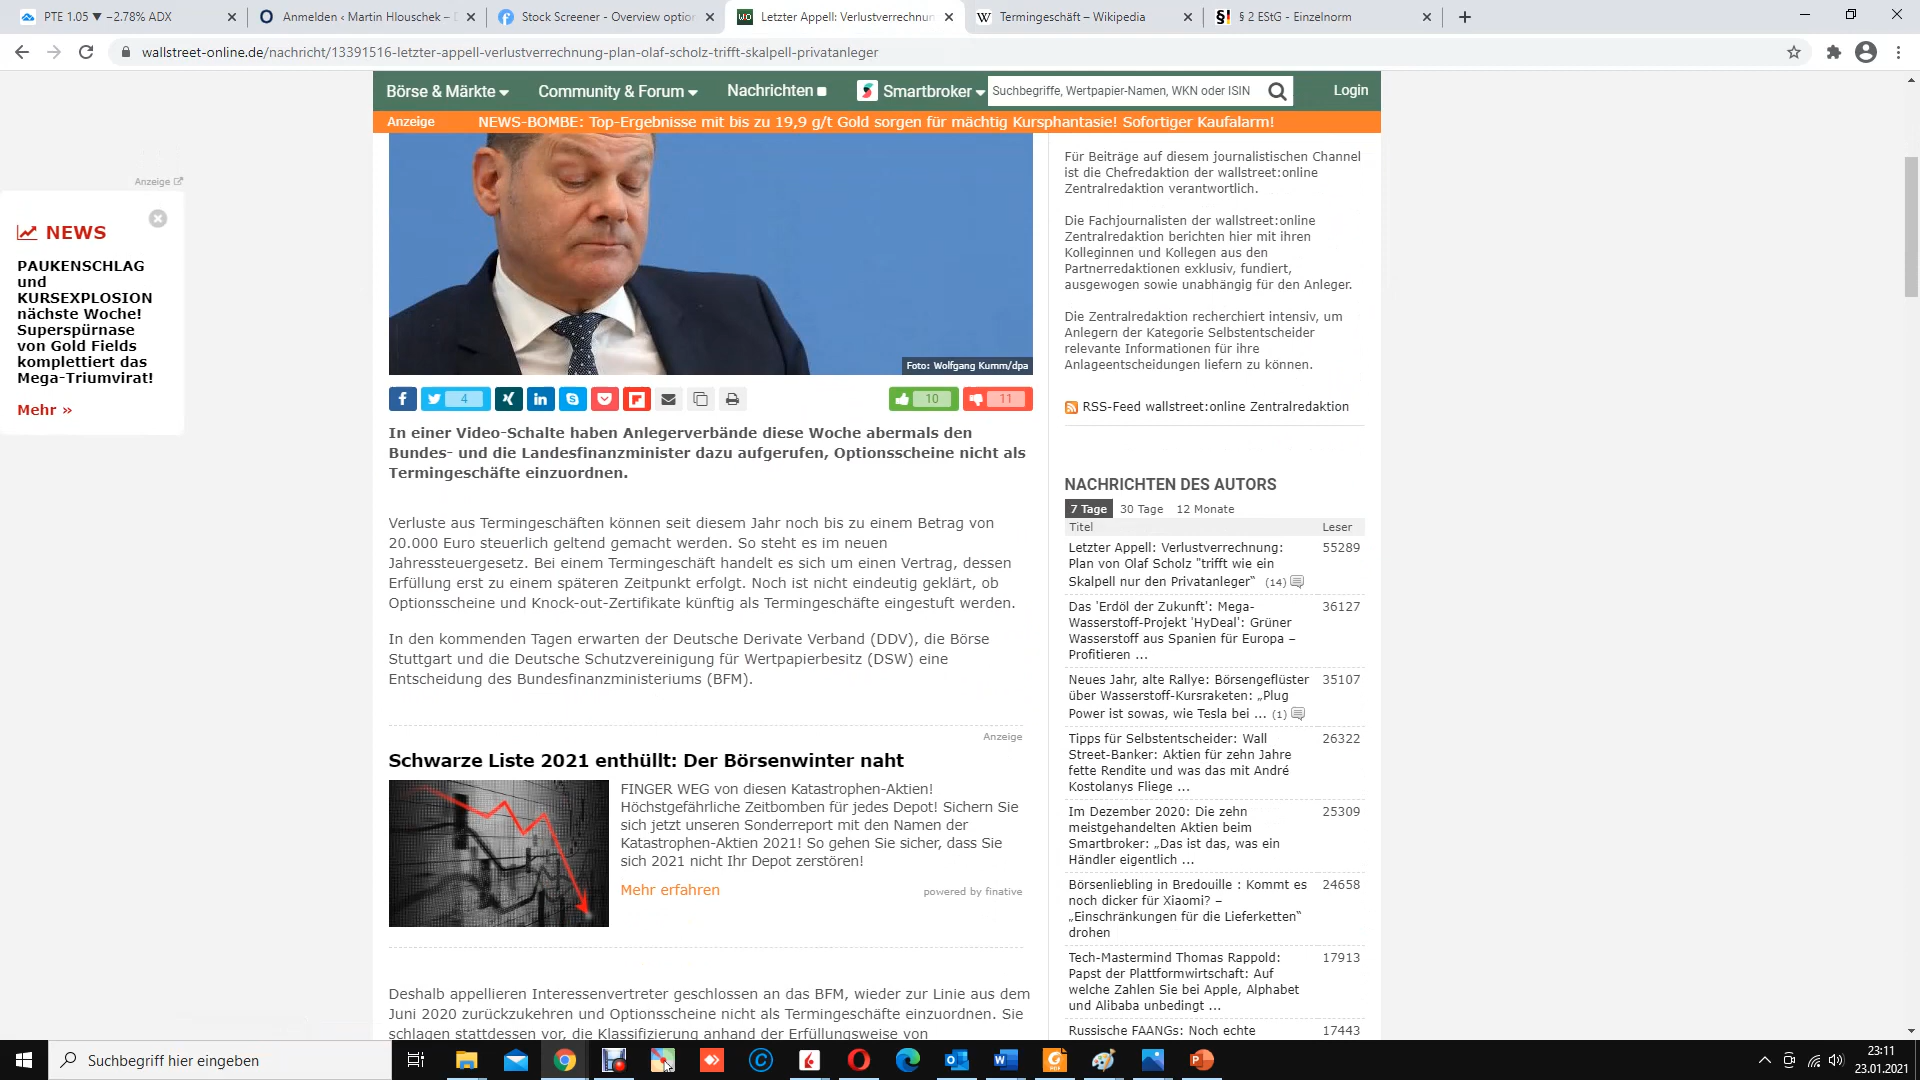 PTE 1.05 ▼ −2.78% ADX
Anmelden ‹ Martin Hlouschek –
Stock Screener - Overview option
Letzter Appell: Verlustverrechnun
Termingeschäft – Wikipedia
§ 2 EStG - Einzelnorm
wallstreet-online.de/nachricht/13391516-letzter-appell-verlustverrechnung-plan-olaf-scholz-trifft-skalpell-privatanleger
Börse & Märkte
Community & Forum
Nachrichten
Smartbroker
Suchbegriffe, Wertpapier-Namen, WKN oder ISIN
Login
Anzeige NEWS-BOMBE: Top-Ergebnisse mit bis zu 19,9 g/t Gold sorgen für mächtig Kursphantasie! Sofortiger Kaufalarm!
Anzeige
NEWS
PAUKENSCHLAG
und
KURSEXPLOSION
nächste Woche!
Superspürnase
von Gold Fields
komplettiert das
Mega-Triumvirat!
Mehr »
Foto: Wolfgang Kumm/dpa
4
10
11
In einer Video-Schalte haben Anlegerverbände diese Woche abermals den
Bundes- und die Landesfinanzminister dazu aufgerufen, Optionsscheine nicht als
Termingeschäfte einzuordnen.
Verluste aus Termingeschäften können seit diesem Jahr noch bis zu einem Betrag von
20.000 Euro steuerlich geltend gemacht werden. So steht es im neuen
Jahressteuergesetz. Bei einem Termingeschäft handelt es sich um einen Vertrag, dessen
Erfüllung erst zu einem späteren Zeitpunkt erfolgt. Noch ist nicht eindeutig geklärt, ob
Optionsscheine und Knock-out-Zertifikate künftig als Termingeschäfte eingestuft werden.
In den kommenden Tagen erwarten der Deutsche Derivate Verband (DDV), die Börse
Stuttgart und die Deutsche Schutzvereinigung für Wertpapierbesitz (DSW) eine
Entscheidung des Bundesfinanzministeriums (BFM).
Anzeige
Schwarze Liste 2021 enthüllt: Der Börsenwinter naht
FINGER WEG von diesen Katastrophen-Aktien!
Höchstgefährliche Zeitbomben für jedes Depot! Sichern Sie
sich jetzt unseren Sonderreport mit den Namen der
Katastrophen-Aktien 2021! So gehen Sie sicher, dass Sie
sich 2021 nicht Ihr Depot zerstören!
Mehr erfahren
powered by finative
Deshalb appellieren Interessenvertreter geschlossen an das BFM, wieder zur Linie aus dem
Juni 2020 zurückzukehren und Optionsscheine nicht als Termingeschäfte einzuordnen. Sie
schlagen stattdessen vor, die Klassifizierung anhand der Erfüllungsweise von
Für Beiträge auf diesem journalistischen Channel
ist die Chefredaktion der wallstreet:online
Zentralredaktion verantwortlich.
Die Fachjournalisten der wallstreet:online
Zentralredaktion berichten hier mit ihren
Kolleginnen und Kollegen aus den
Partnerredaktionen exklusiv, fundiert,
ausgewogen sowie unabhängig für den Anleger.
Die Zentralredaktion recherchiert intensiv, um
Anlegern der Kategorie Selbstentscheider
relevante Informationen für ihre
Anlageentscheidungen liefern zu können.
RSS-Feed wallstreet:online Zentralredaktion
NACHRICHTEN DES AUTORS
7 Tage 30 Tage 12 Monate
Titel Leser
Letzter Appell: Verlustverrechnung: 55289
Plan von Olaf Scholz "trifft wie ein
Skalpell nur den Privatanleger“ (14)
Das 'Erdöl der Zukunft': Mega- 36127
Wasserstoff-Projekt 'HyDeal': Grüner
Wasserstoff aus Spanien für Europa –
Profitieren ...
Neues Jahr, alte Rallye: Börsengeflüster 35107
über Wasserstoff-Kursraketen: „Plug
Power ist sowas, wie Tesla bei ... (1)
Tipps für Selbstentscheider: Wall 26322
Street-Banker: Aktien für zehn Jahre
fette Rendite und was das mit André
Kostolanys Fliege ...
Im Dezember 2020: Die zehn 25309
meistgehandelten Aktien beim
Smartbroker: „Das ist das, was ein
Händler eigentlich ...
Börsenliebling in Bredouille : Kommt es 24658
noch dicker für Xiaomi? –
„Einschränkungen für die Lieferketten“
drohen
Tech-Mastermind Thomas Rappold: 17913
Papst der Plattformwirtschaft: Auf
welche Zahlen Sie bei Apple, Alphabet
und Alibaba unbedingt ...
Russische FAANGs: Noch echte 17443
Suchbegriff hier eingeben
23:11
23.01.2021